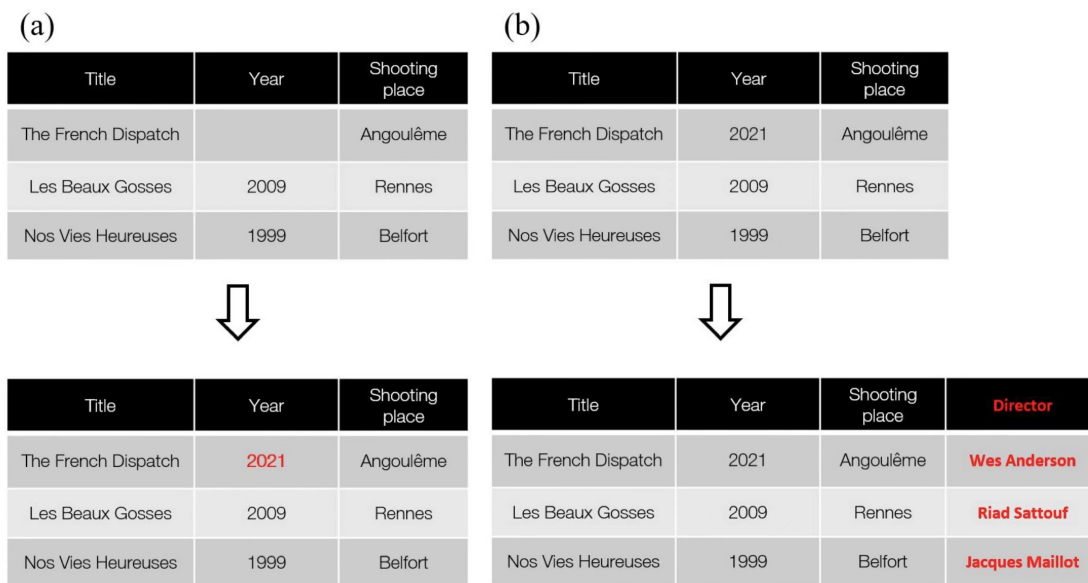 (a)
Title Year Shooting place
The French Dispatch Angoulême
Les Beaux Gosses 2009 Rennes
Nos Vies Heureuses 1999 Belfort
Title Year Shooting place
The French Dispatch 2021 Angoulême
Les Beaux Gosses 2009 Rennes
Nos Vies Heureuses 1999 Belfort
(b)
Title Year Shooting place
The French Dispatch 2021 Angoulême
Les Beaux Gosses 2009 Rennes
Nos Vies Heureuses 1999 Belfort
Title Year Shooting place Director
The French Dispatch 2021 Angoulême Wes Anderson
Les Beaux Gosses 2009 Rennes Riad Sattouf
Nos Vies Heureuses 1999 Belfort Jacques Maillot